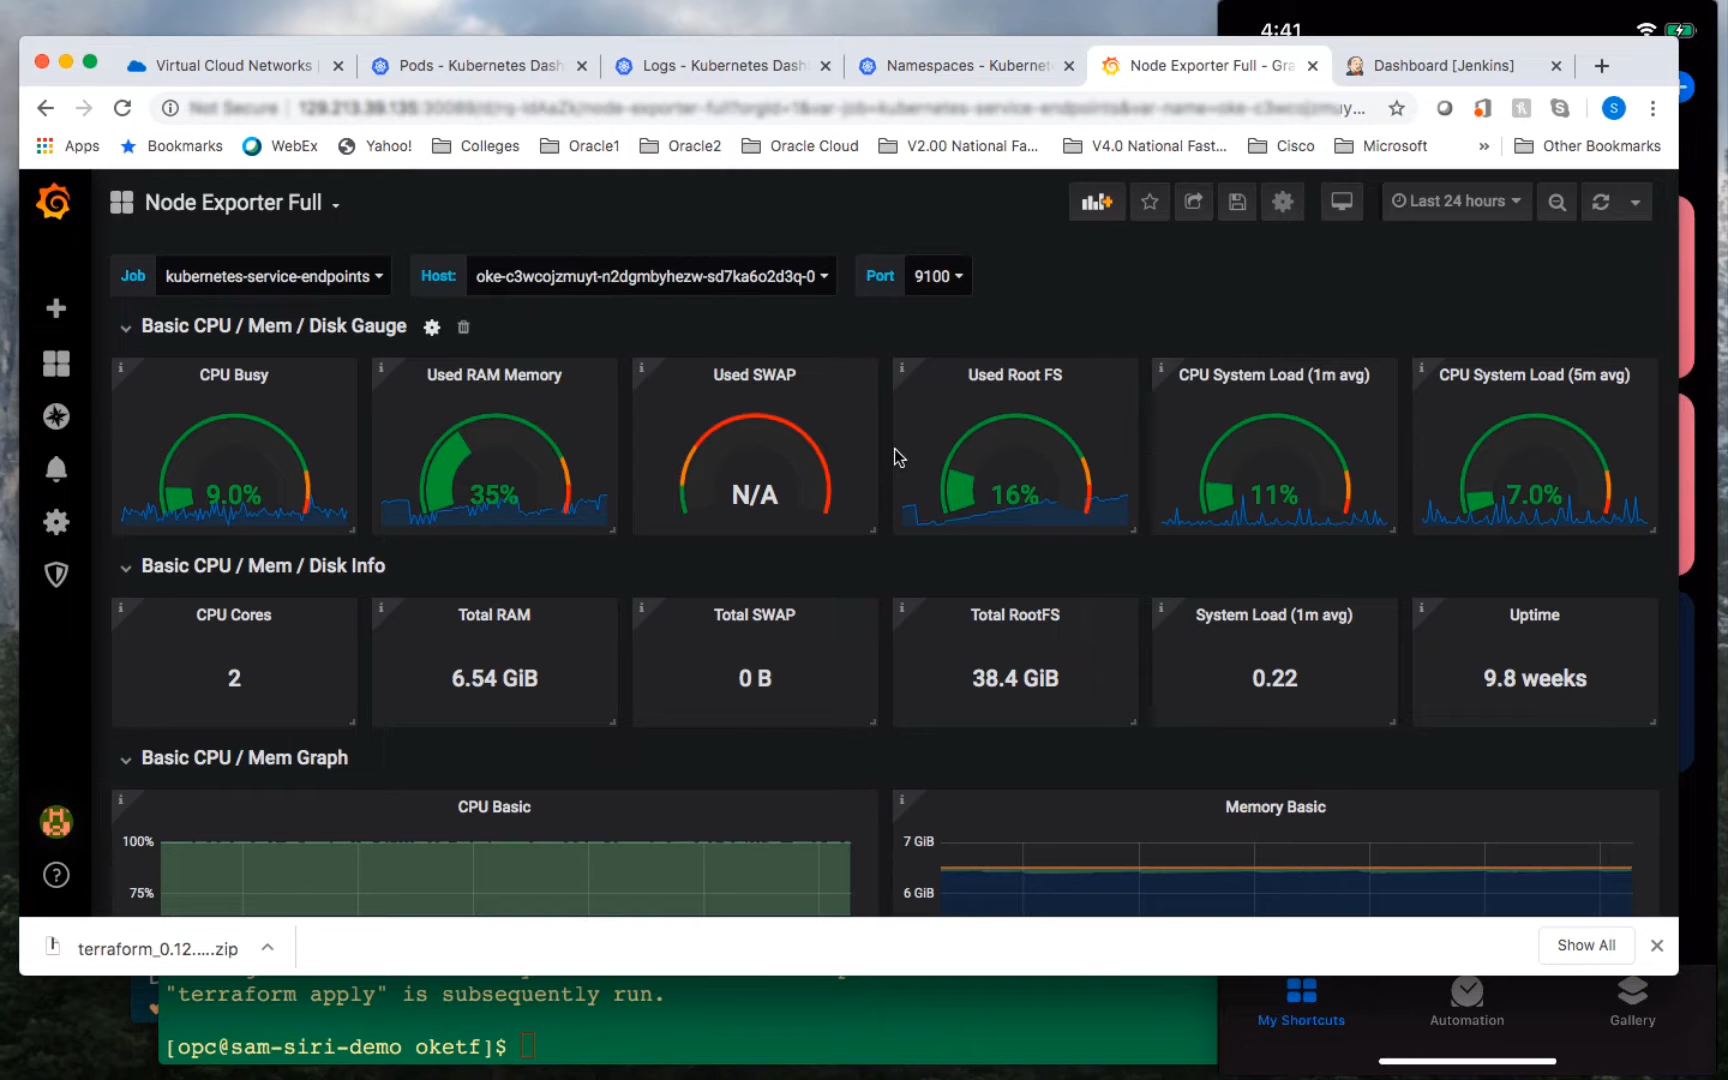 4:41
Virtual Cloud Networks
Pods - Kubernetes Dash
Logs - Kubernetes Dash
Namespaces - Kubernet
Node Exporter Full - Gra
Dashboard [Jenkins]
Not Secure
S
Apps
Bookmarks
WebEx
Yahoo!
Colleges
Oracle1
Oracle2
Oracle Cloud
V2.00 National Fa...
V4.0 National Fast...
Cisco
Microsoft
»
Other Bookmarks
Node Exporter Full
Last 24 hours
Job kubernetes-service-endpoints
Host: oke-c3wcojzmuyt-n2dgmbyhezw-sd7ka6o2d3q-0
Port 9100
Basic CPU / Mem / Disk Gauge
CPU Busy
9.0%
Used RAM Memory
35%
Used SWAP
N/A
Used Root FS
16%
CPU System Load (1m avg)
11%
CPU System Load (5m avg)
7.0%
Basic CPU / Mem / Disk Info
CPU Cores
2
Total RAM
6.54 GiB
Total SWAP
0 B
Total RootFS
38.4 GiB
System Load (1m avg)
0.22
Uptime
9.8 weeks
Basic CPU / Mem Graph
CPU Basic
100%
75%
Memory Basic
7 GiB
6 GiB
terraform_0.12.....zip
Show All
"terraform apply" is subsequently run.
[opc@sam-siri-demo oketf]$
My Shortcuts
Automation
Gallery